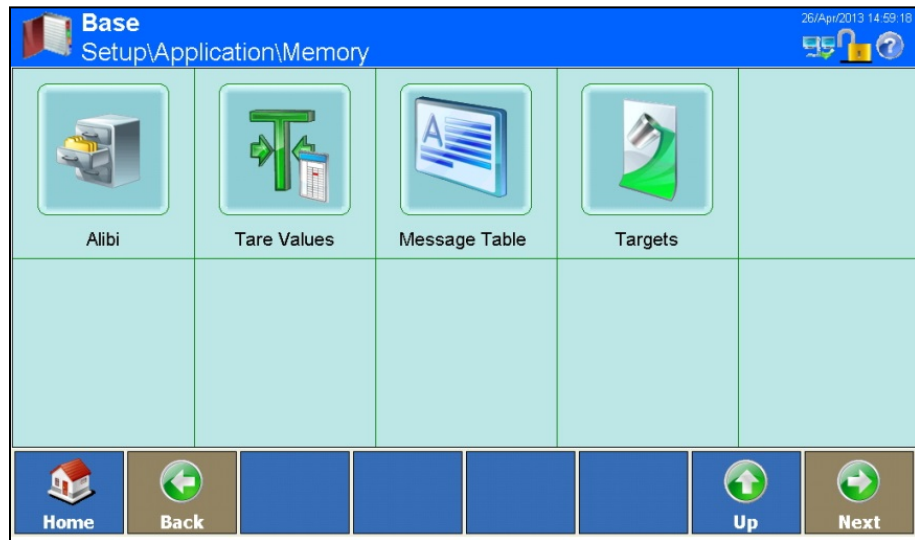 Base
26/Apr/2013 14:59:18
Setup\Application\Memory
Alibi
Tare Values
Message Table
Targets
Home
Back
Up
Next